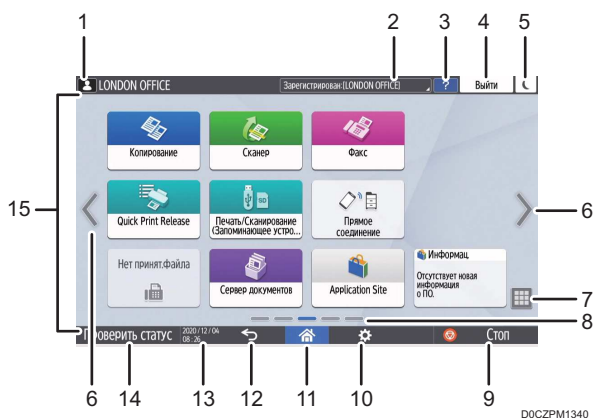 1 2 3 4 5
LONDON OFFICE Зарегистрирован:[LONDON OFFICE] ? Выйти
Копирование Сканер Факс
15
6
Quick Print Release Печать/Сканирование Прямое
(Запоминающее устро... соединение
SD
Нет принят.файла Сервер документов Application Site
Информац.
Отсутствует новая
информация
о ПО.
7
8
Проверить статус 2020/12/04
08:26
Стоп
6 14 13 12 11 10 9
D0CZPM1340